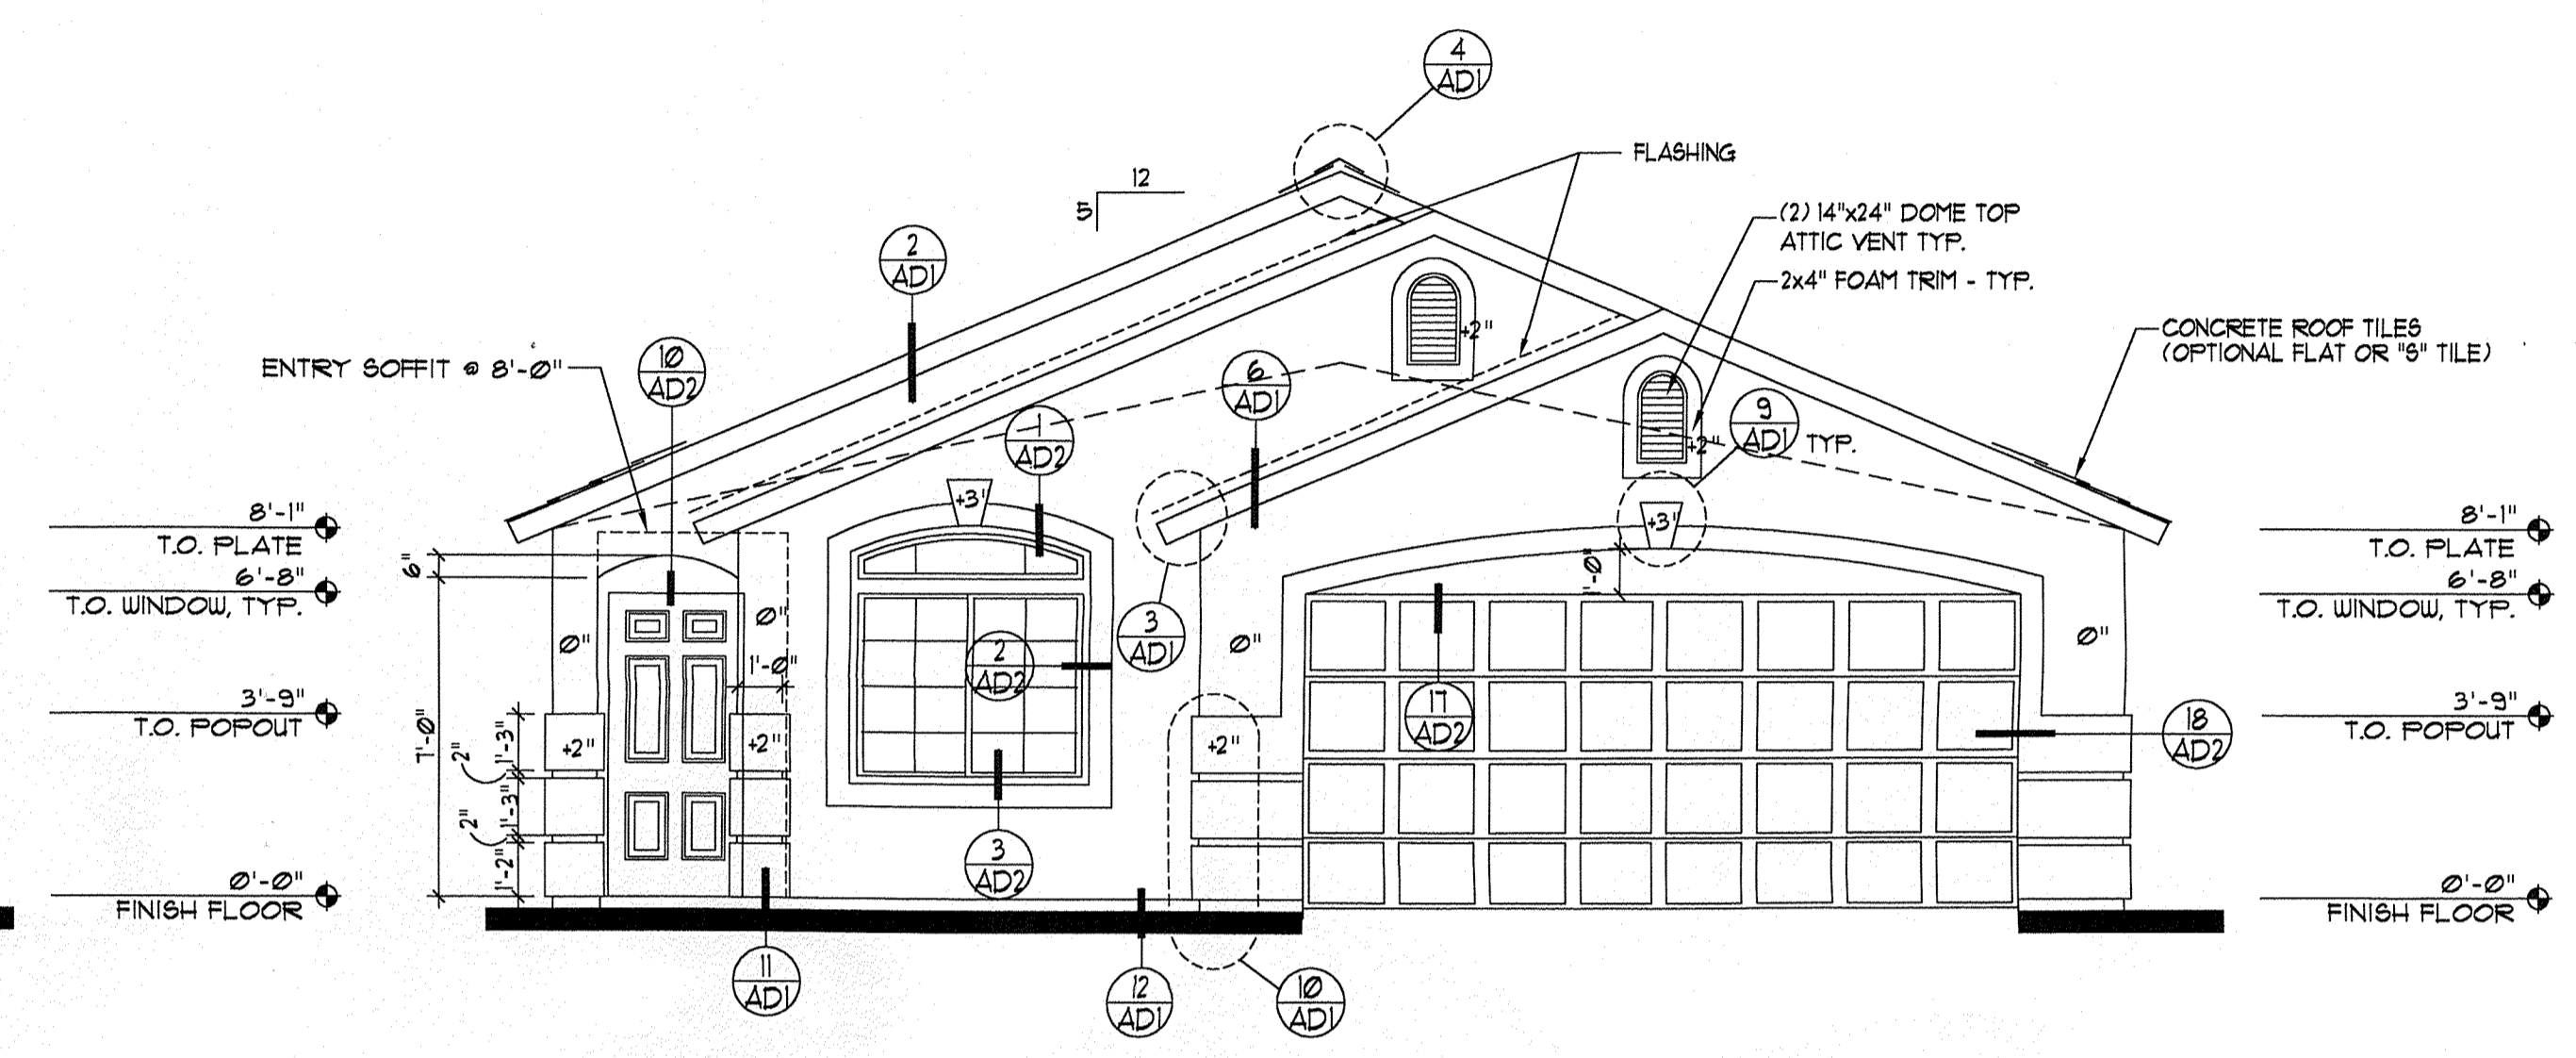 4
AD1
FLASHING
12
5
(2) 14"x24" DOME TOP
ATTIC VENT TYP.
2x4" FOAM TRIM - TYP.
2
AD1
+2"
CONCRETE ROOF TILES
(OPTIONAL FLAT OR "S" TILE)
ENTRY SOFFIT @ 8'-0"
10
AD2
6
AD1
1
AD2
9
AD1
TYP.
+2"
+3'
+3'
8'-1"
T.O. PLATE
6'-8"
T.O. WINDOW, TYP.
3'-9"
T.O. POPOUT
0'-0"
FINISH FLOOR
6"
7'-0"
1'-3"
2"
1'-3"
2"
1'-2"
0"
0"
1'-0"
+2"
+2"
2
AD2
3
AD2
3
AD1
0"
+2"
1'-0"
17
AD2
0"
18
AD2
8'-1"
T.O. PLATE
6'-8"
T.O. WINDOW, TYP.
3'-9"
T.O. POPOUT
0'-0"
FINISH FLOOR
11
AD1
12
AD1
10
AD1